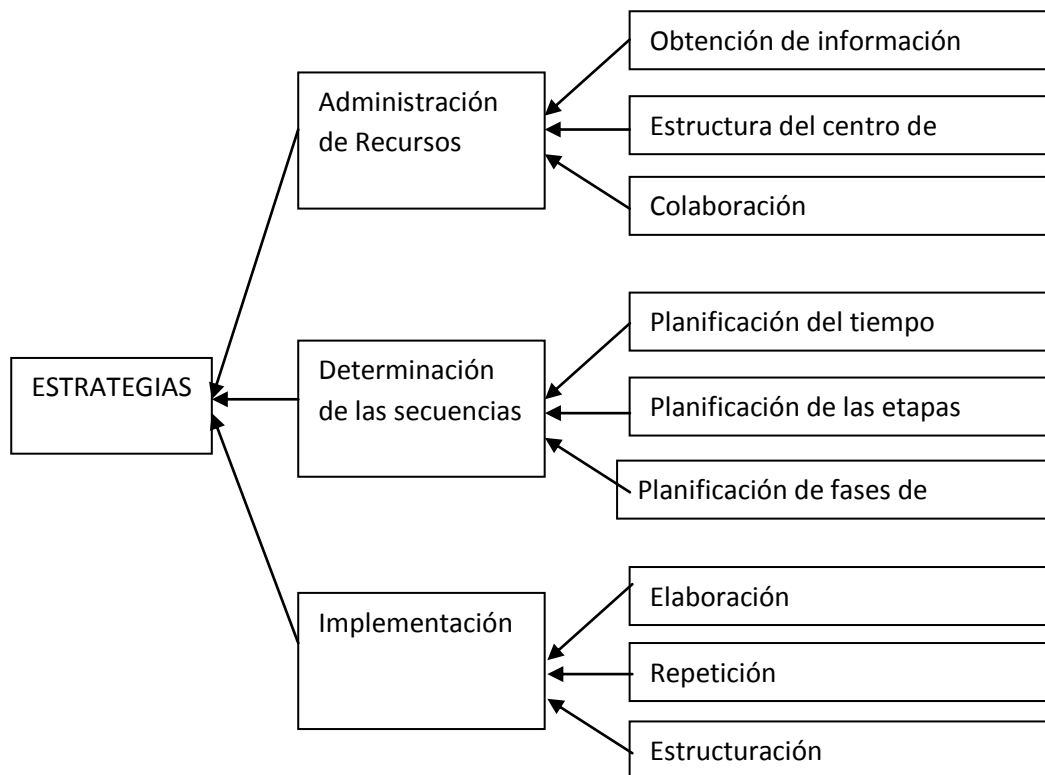 ESTRATEGIAS
Administración
de Recursos
Obtención de información
Estructura del centro de
Colaboración
Determinación
de las secuencias
Planificación del tiempo
Planificación de las etapas
Planificación de fases de
Implementación
Elaboración
Repetición
Estructuración